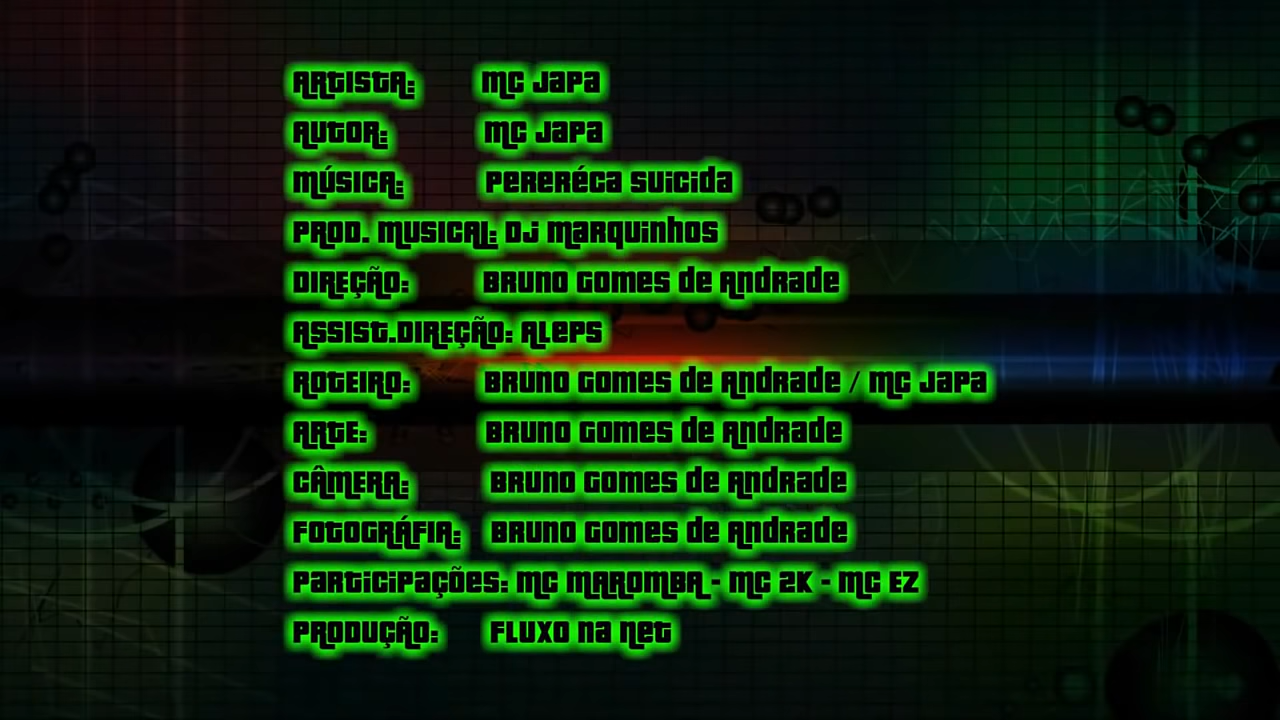 ARTISTA: MC JAPA
AUTOR: MC JAPA
MÚSICA: PERERÉCA SUICIDA
PROD. MUSICAL: DJ MARQUINHOS
DIREÇÃO: BRUNO GOMES DE ANDRADE
ASSIST.DIREÇÃO: ALEPS
ROTEIRO: BRUNO GOMES DE ANDRADE / MC JAPA
ARTE: BRUNO GOMES DE ANDRADE
CÂMERA: BRUNO GOMES DE ANDRADE
FOTOGRÁFIA: BRUNO GOMES DE ANDRADE
PARTICIPAÇÕES: MC MAROMBA - MC 2K - MC EZ
PRODUÇÃO: FLUXO NA NET